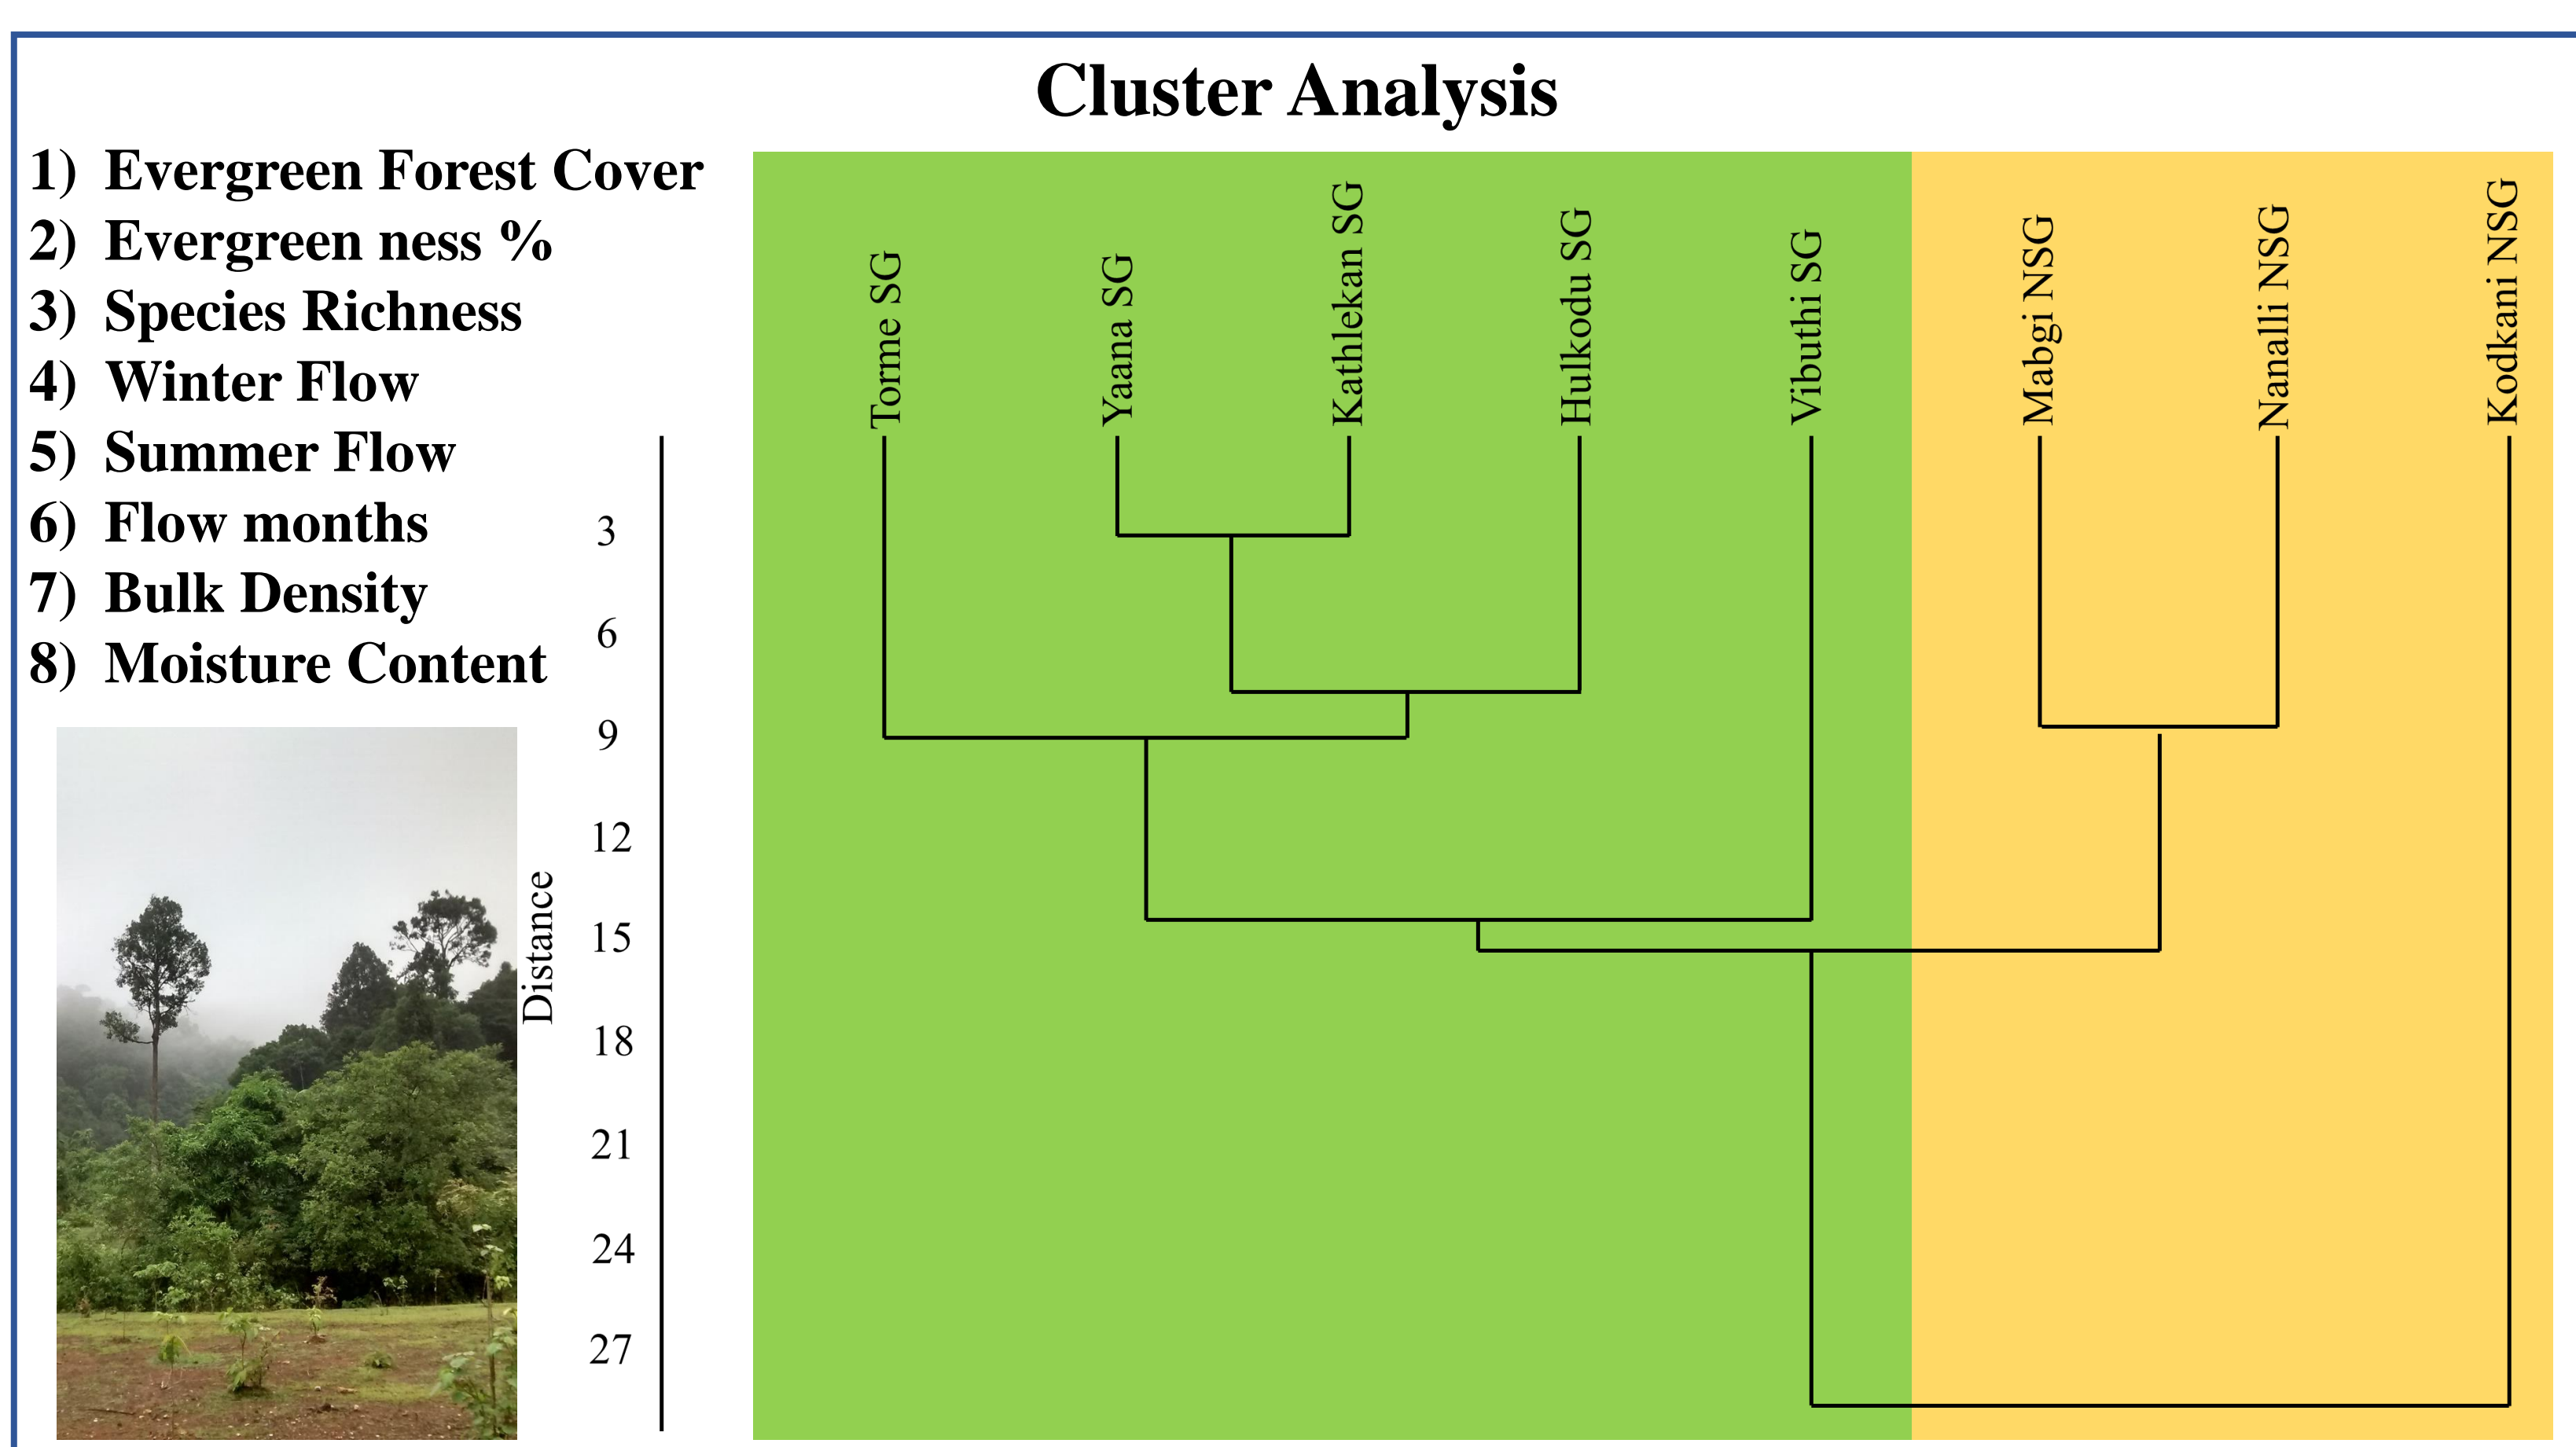 Cluster Analysis
1) Evergreen Forest Cover
2) Evergreen ness %
3) Species Richness
4) Winter Flow
5) Summer Flow
6) Flow months
7) Bulk Density
8) Moisture Content
Distance
3
6
9
12
15
18
21
24
27
Torme SG
Yaana SG
Kathlekan SG
Hulkodu SG
Vibuthi SG
Mabgi NSG
Nanalli NSG
Kodkani NSG